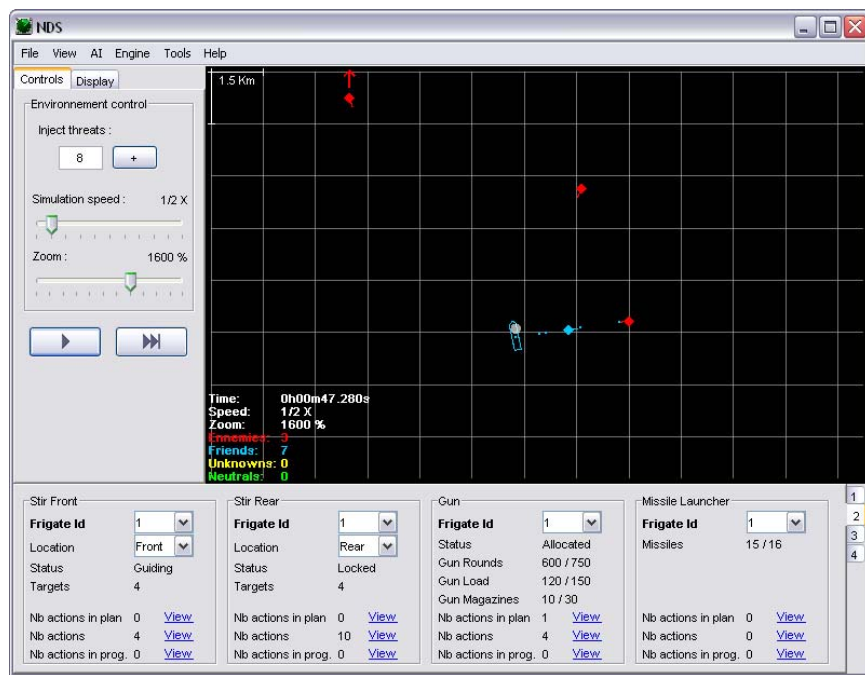 NDS
File View AI Engine Tools Help
Controls Display
Environnement control
Inject threats :
8 +
Simulation speed : 1/2 X
Zoom : 1600 %
1.5 Km
Time: 0h00m47.280s
Speed: 1/2 X
Zoom: 1600 %
Ennemies: 3
Friends: 7
Unknowns: 0
Neutrals: 0
Stir Front
Frigate Id 1
Location Front
Status Guiding
Targets 4
Nb actions in plan 0 View
Nb actions 4 View
Nb actions in prog. 0 View
Stir Rear
Frigate Id 1
Location Rear
Status Locked
Targets 4
Nb actions in plan 0 View
Nb actions 10 View
Nb actions in prog. 0 View
Gun
Frigate Id 1
Status Allocated
Gun Rounds 600 / 750
Gun Load 120 / 150
Gun Magazines 10 / 30
Nb actions in plan 1 View
Nb actions 4 View
Nb actions in prog. 0 View
Missile Launcher
Frigate Id 1
Missiles 15 / 16
Nb actions in plan 0 View
Nb actions 0 View
Nb actions in prog. 0 View
1
2
3
4